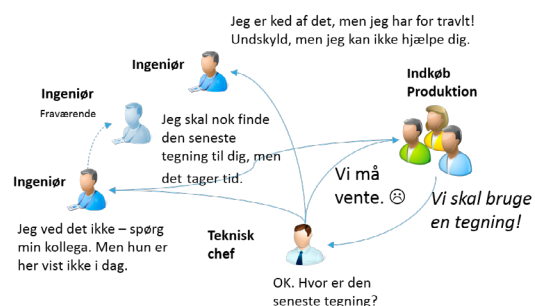 Jeg er ked af det, men jeg har for travlt!
Undskyld, men jeg kan ikke hjælpe dig.
Ingeniør
Indkøb
Produktion
Ingeniør
Fraværende
Jeg skal nok finde
den seneste
tegning til dig, men
det tager tid.
Ingeniør
Vi må
vente. ☹
Vi skal bruge
en tegning!
Jeg ved det ikke – spørg
min kollega. Men hun er
her vist ikke i dag.
Teknisk
chef
OK. Hvor er den
seneste tegning?